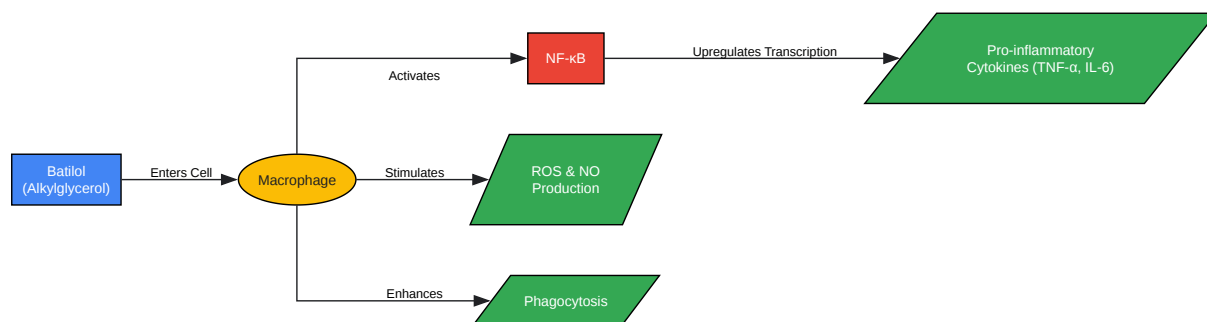 NF-κB
Upregulates Transcription
Pro-inflammatory
Cytokines (TNF-α, IL-6)
Activates
Batilol
(Alkylglycerol)
Enters Cell
Macrophage
Stimulates
ROS & NO
Production
Enhances
Phagocytosis